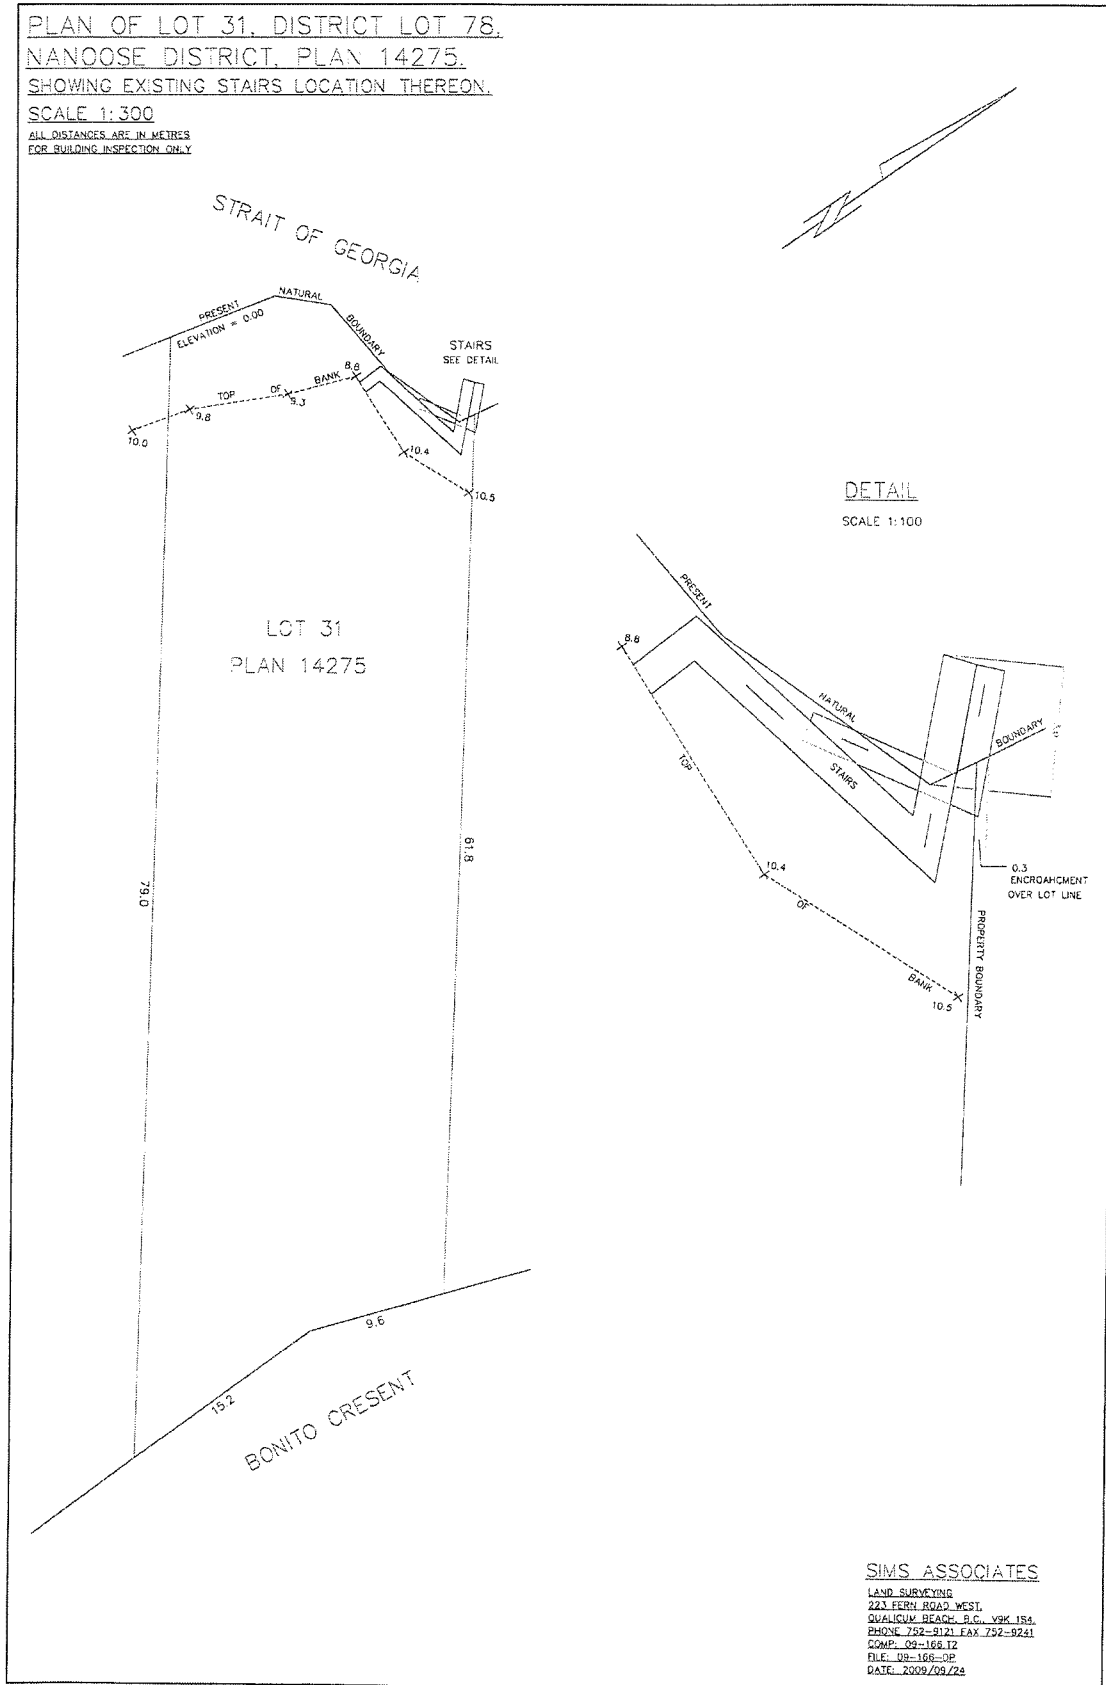 PLAN OF LOT 31, DISTRICT LOT 78,
NANOOSE DISTRICT, PLAN 14275.
SHOWING EXISTING STAIRS LOCATION THEREON.
SCALE 1:300
ALL DISTANCES ARE IN METRES
FOR BUILDING INSPECTION ONLY
STRAIT OF GEORGIA
PRESENT NATURAL BOUNDARY
ELEVATION = 0.00
STAIRS
SEE DETAIL
TOP OF BANK
8.8
9.3
9.8
10.0
10.4
10.5
LOT 31
PLAN 14275
79.0
61.8
9.6
15.2
BONITO CRESENT
DETAIL
SCALE 1:100
PRESENT NATURAL BOUNDARY
8.8
STAIRS
TOP OF BANK
10.4
10.5
0.3
ENCROAHCMENT
OVER LOT LINE
PROPERTY BOUNDARY
SIMS ASSOCIATES
LAND SURVEYING
223 FERN ROAD WEST,
QUALICUM BEACH, B.C., V9K 1S4,
PHONE 752-9121 FAX 752-9241
COMP: 09-166.T2
FILE: 09-166-DP
DATE: 2009/09/24